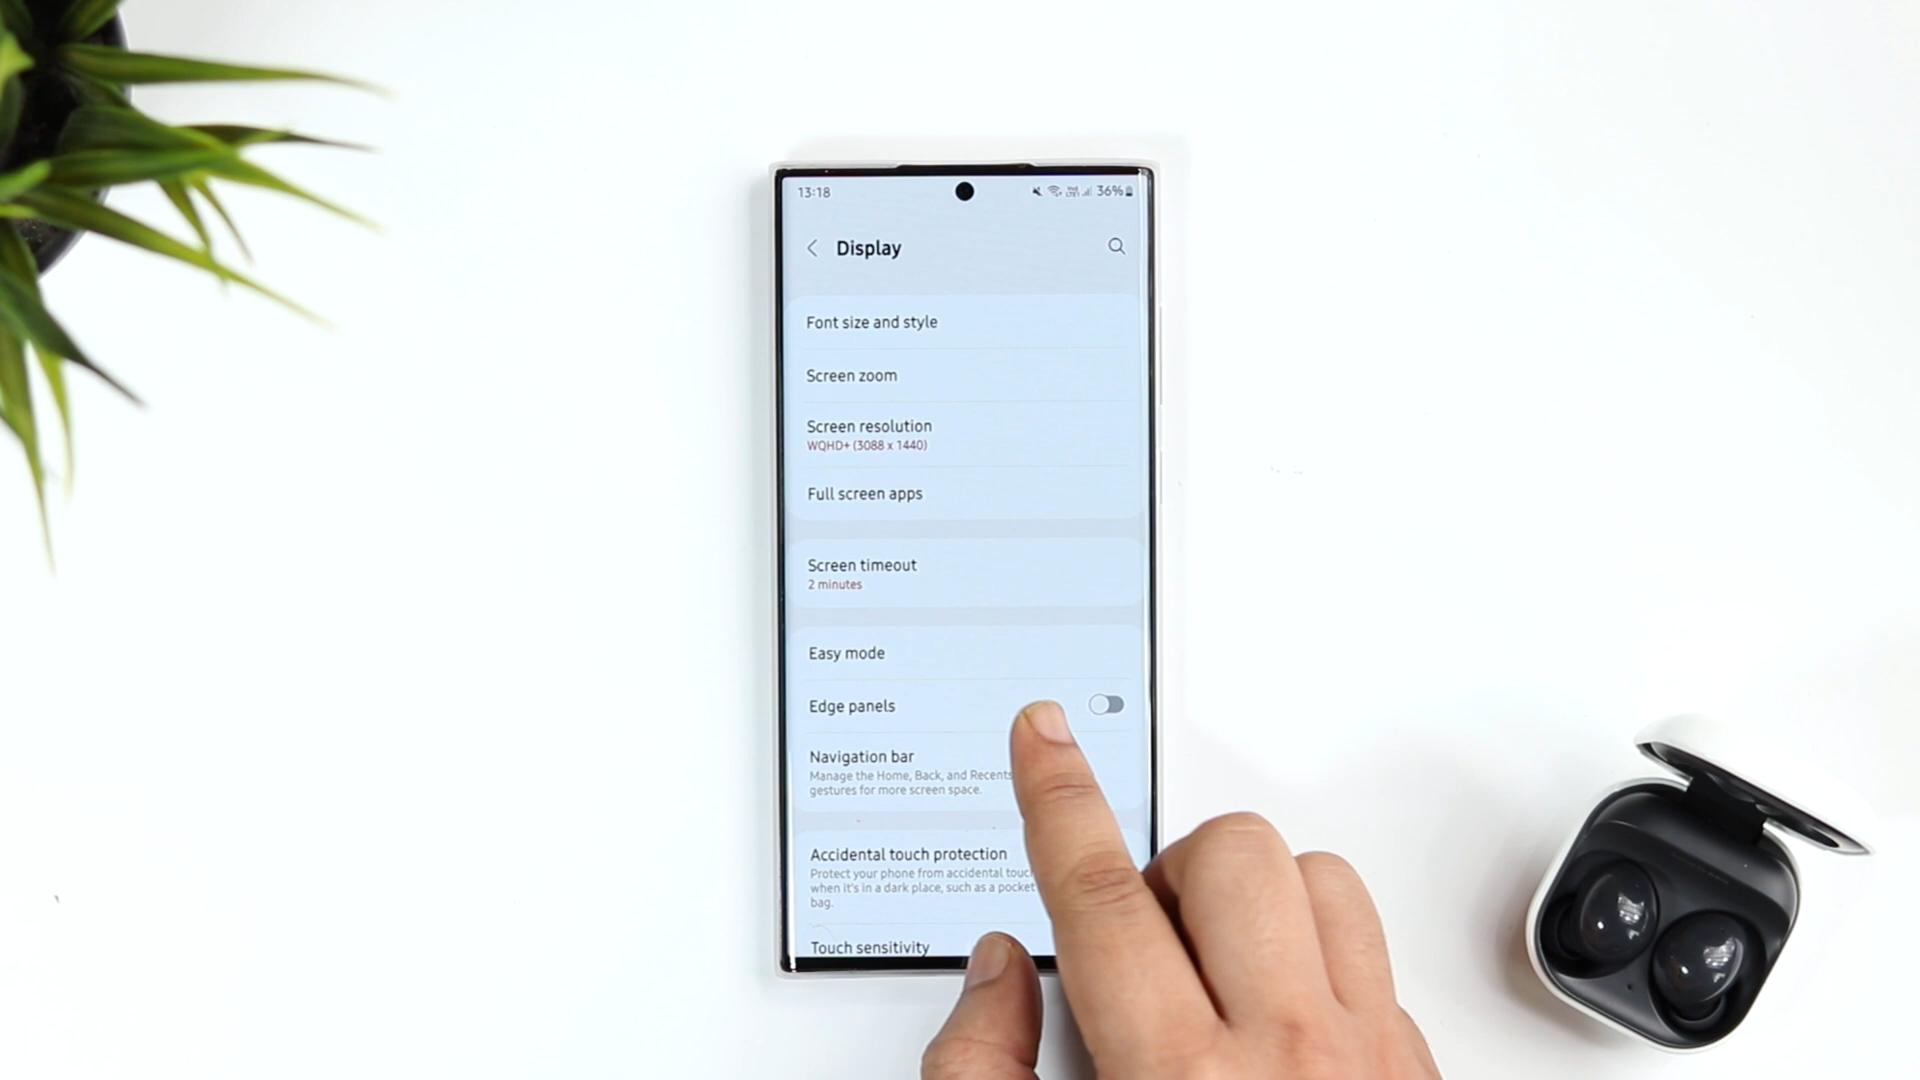 13:18
36%
Display
Font size and style
Screen zoom
Screen resolution
WQHD+ (3088 x 1440)
Full screen apps
Screen timeout
2 minutes
Easy mode
Edge panels
Navigation bar
Manage the Home, Back, and Recents
gestures for more screen space.
Accidental touch protection
Protect your phone from accidental
when it's in a dark place, such as a pocket
bag.
Touch sensitivity